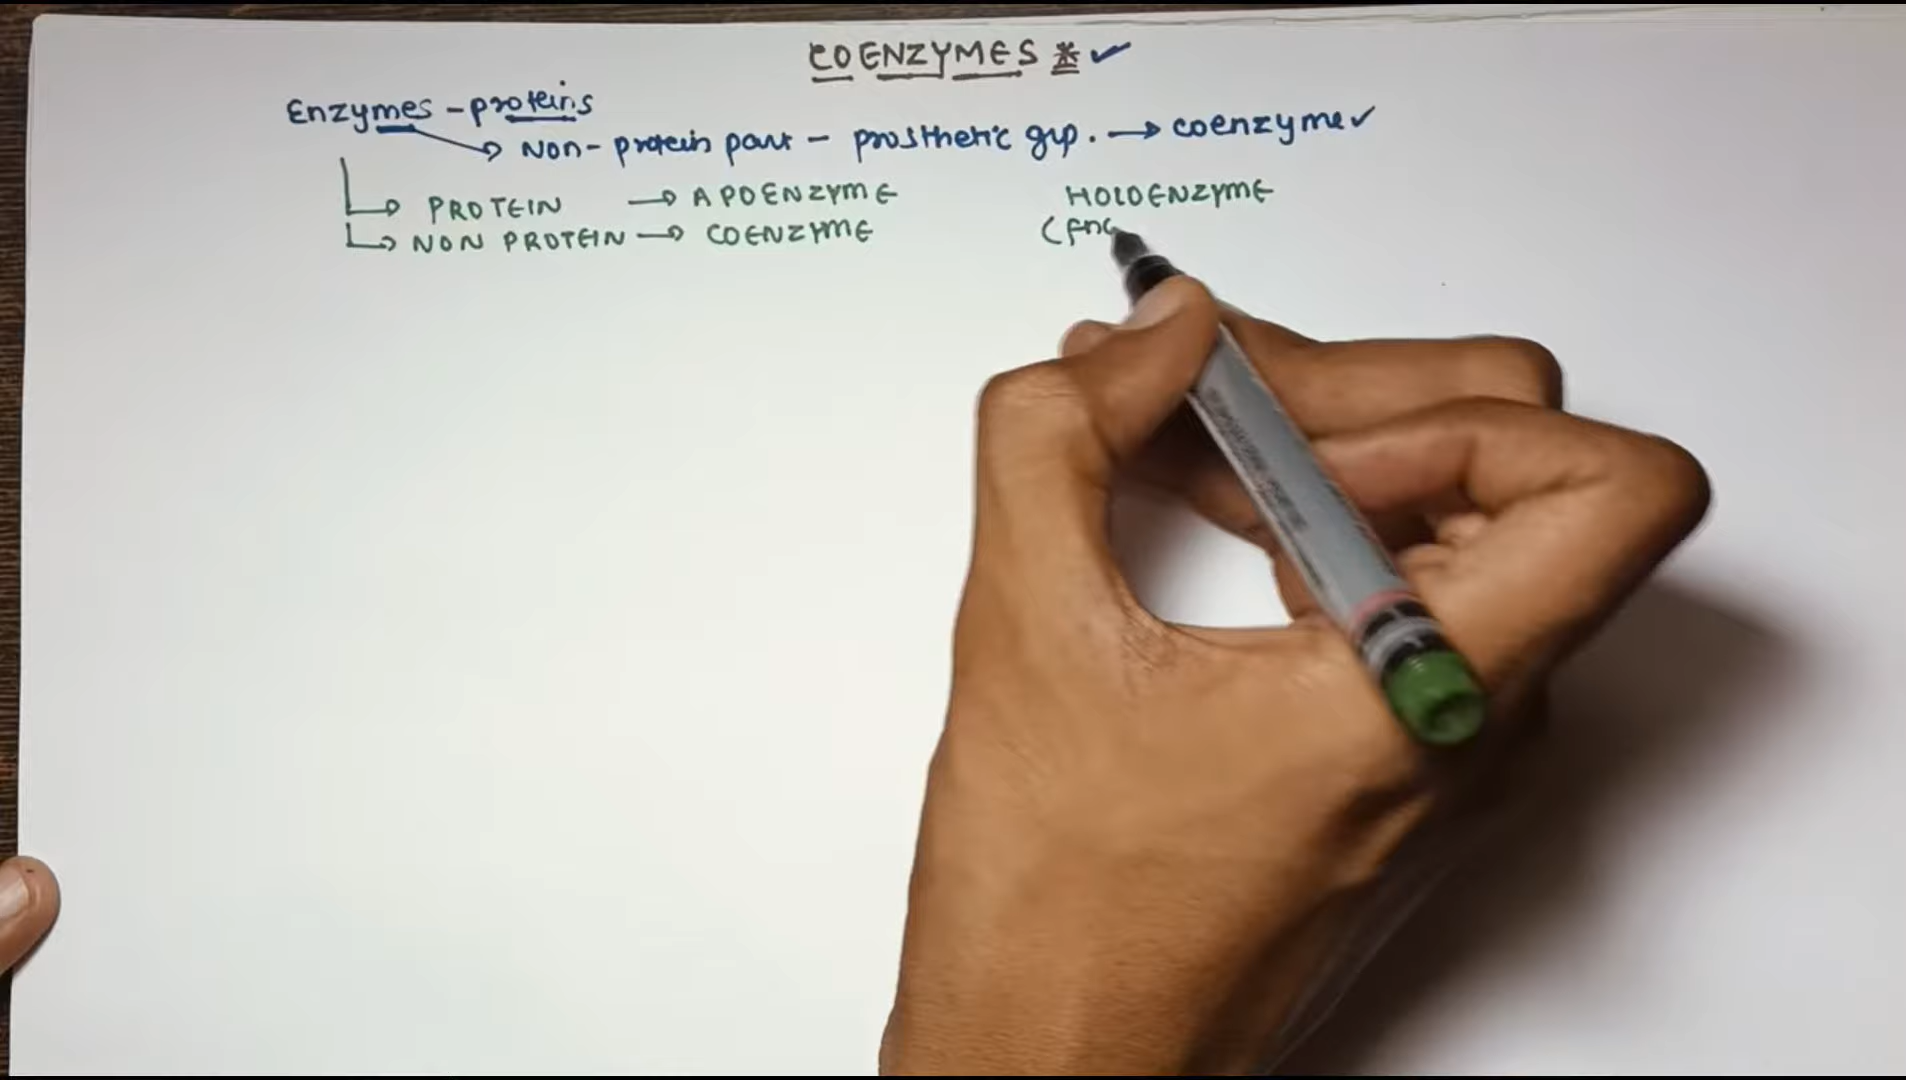 COENZYMES *✓
Enzymes - proteins
→ Non-protein part - prosthetic grp. → coenzyme✓
→ PROTEIN → APOENZYME HOLOENZYME
→ NON PROTEIN → COENZYME